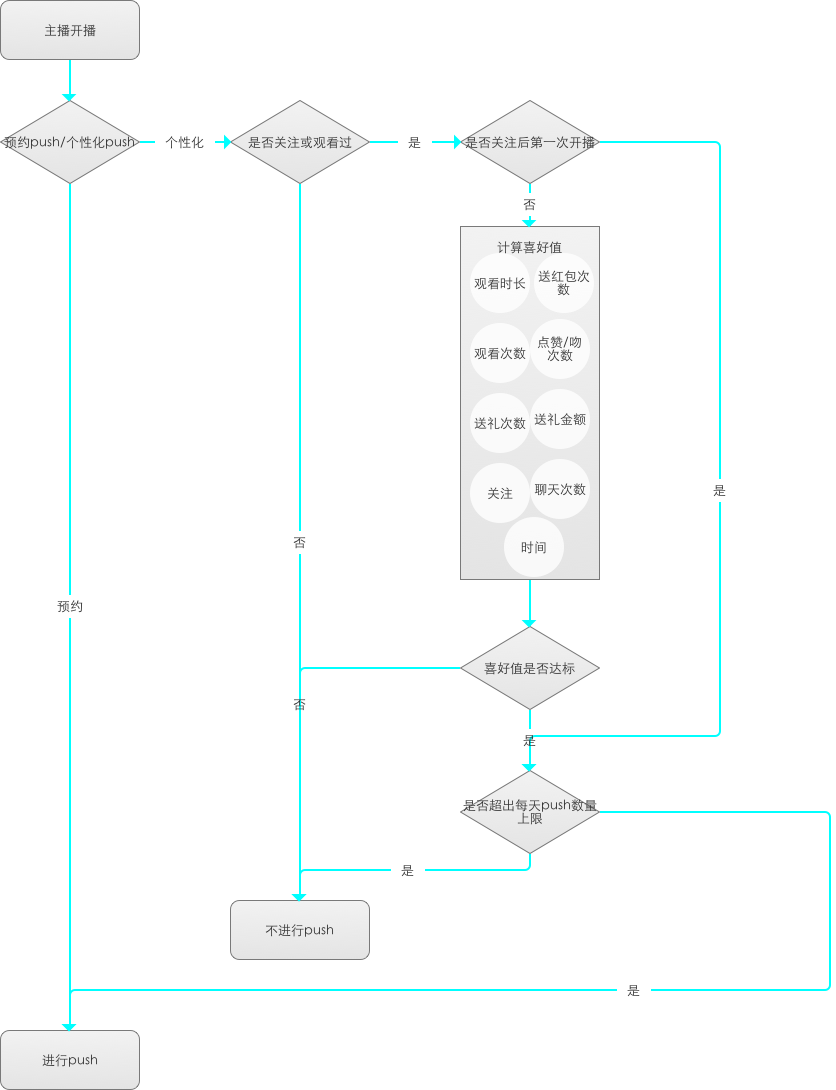 主播开播
预约push/个性化push
个性化
是否关注或观看过
是
是否关注后第一次开播
否
计算喜好值
观看时长
送红包次
数
观看次数
点赞/吻
次数
送礼次数
送礼金额
关注
聊天次数
是
时间
否
预约
喜好值是否达标
否
是
是否超出每天push数量
上限
是
不进行push
是
进行push